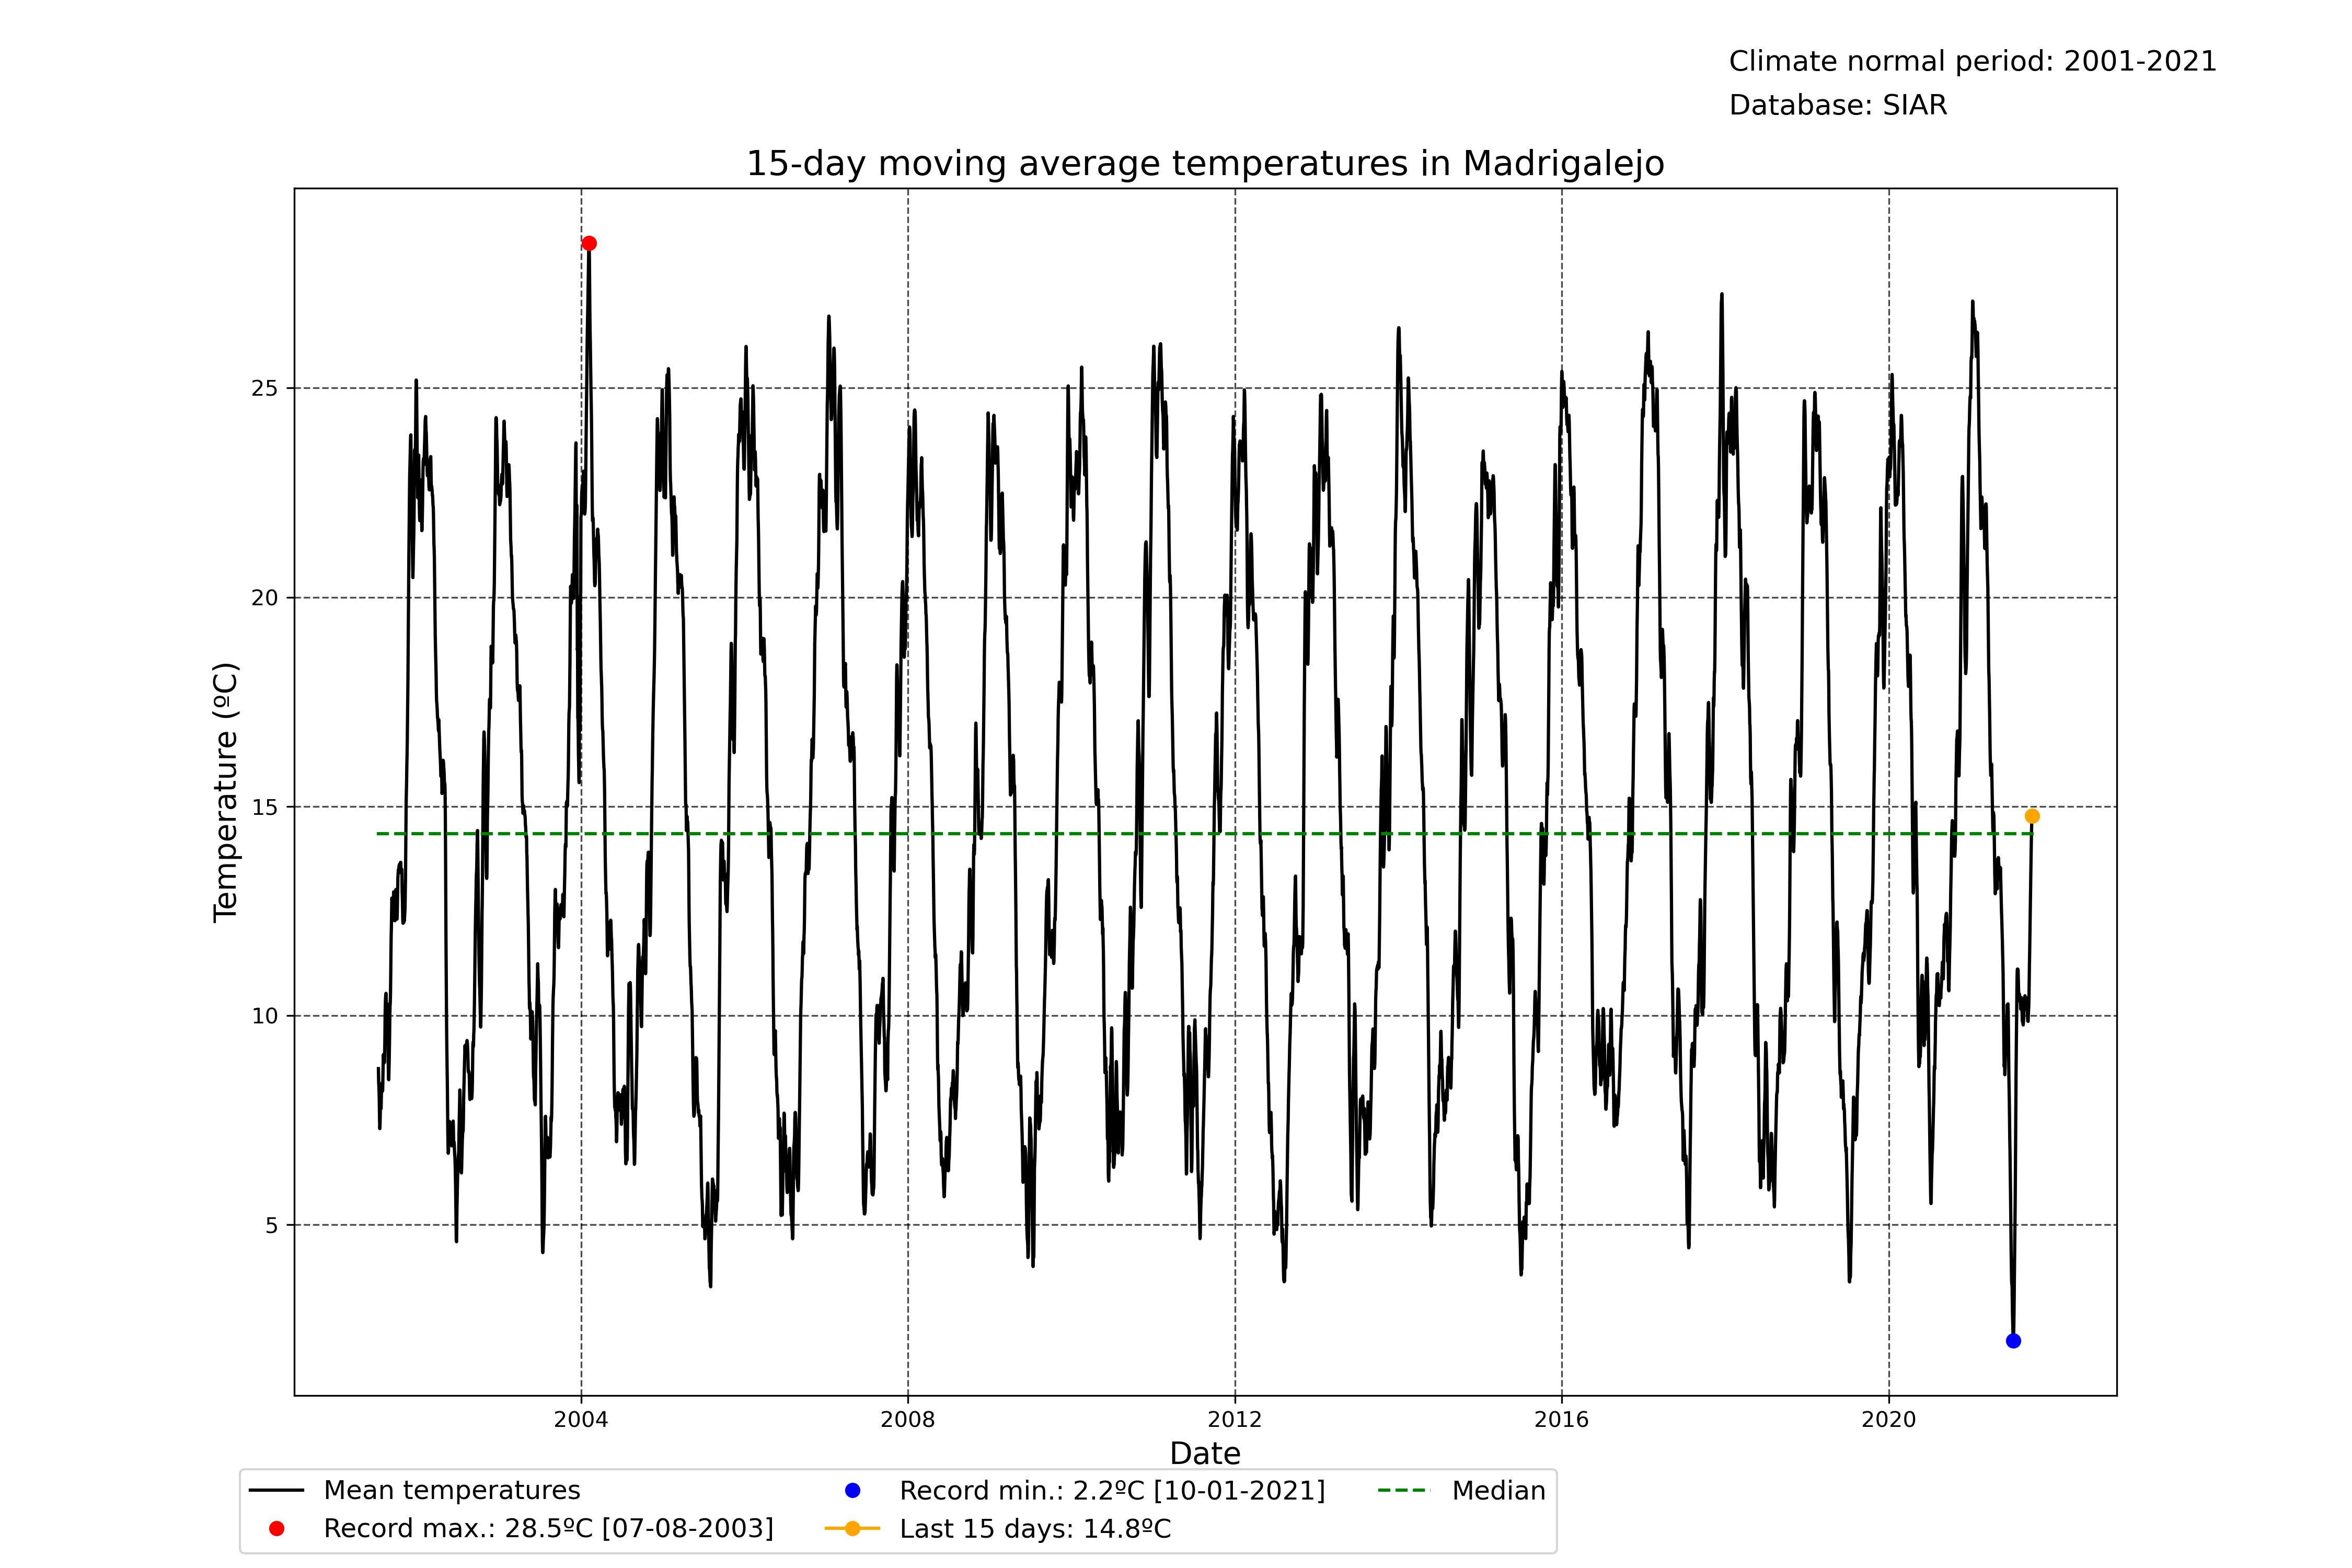 Climate normal period: 2001-2021
Database: SIAR
15-day moving average temperatures in Madrigalejo
Temperature (ºC)
25
20
15
10
5
2004 2008 2012 2016 2020
Date
Mean temperatures
Record max.: 28.5ºC [07-08-2003]
Record min.: 2.2ºC [10-01-2021]
Last 15 days: 14.8ºC
Median